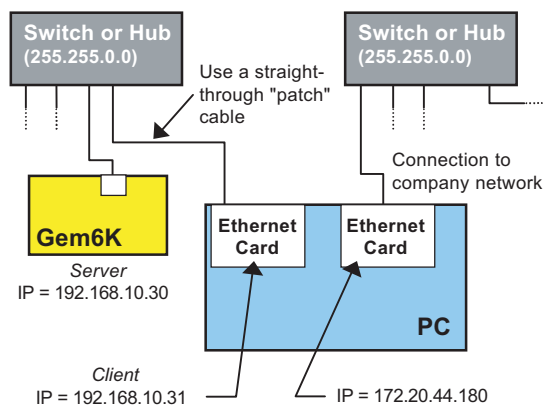 Switch or Hub
(255.255.0.0)
Switch or Hub
(255.255.0.0)
Use a straight-
through "patch"
cable
Connection to
company network
Gem6K
Server
IP = 192.168.10.30
Ethernet
Card
Ethernet
Card
PC
Client
IP = 192.168.10.31
IP = 172.20.44.180